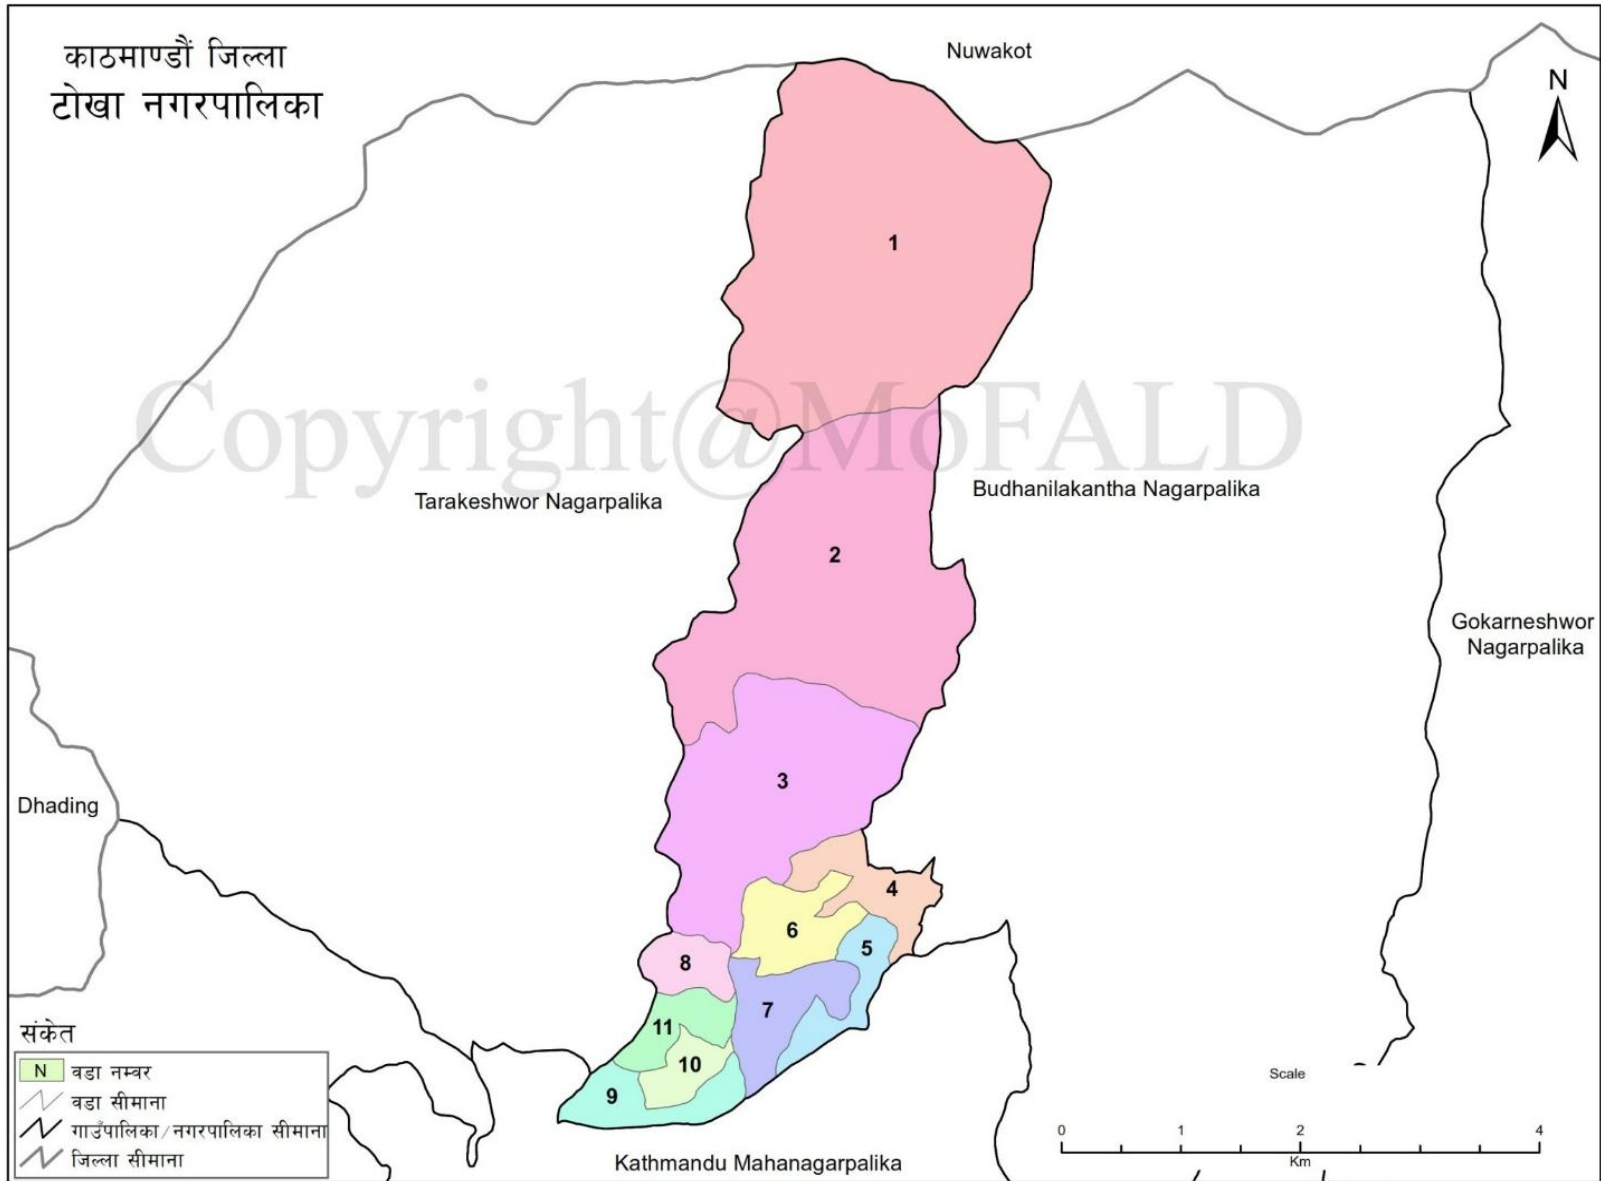 काठमाण्डौं जिल्ला
टोखा नगरपालिका
Nuwakot
N
1
Copyright@MoFALD
Tarakeshwor Nagarpalika
Budhanilakantha Nagarpalika
2
Gokarneshwor
Nagarpalika
3
Dhading
4
6
5
8
7
11
10
9
संकेत
N वडा नम्वर
वडा सीमाना
गाउँपालिका/नगरपालिका सीमाना
जिल्ला सीमाना
Scale
0 1 2 4
Km
Kathmandu Mahanagarpalika